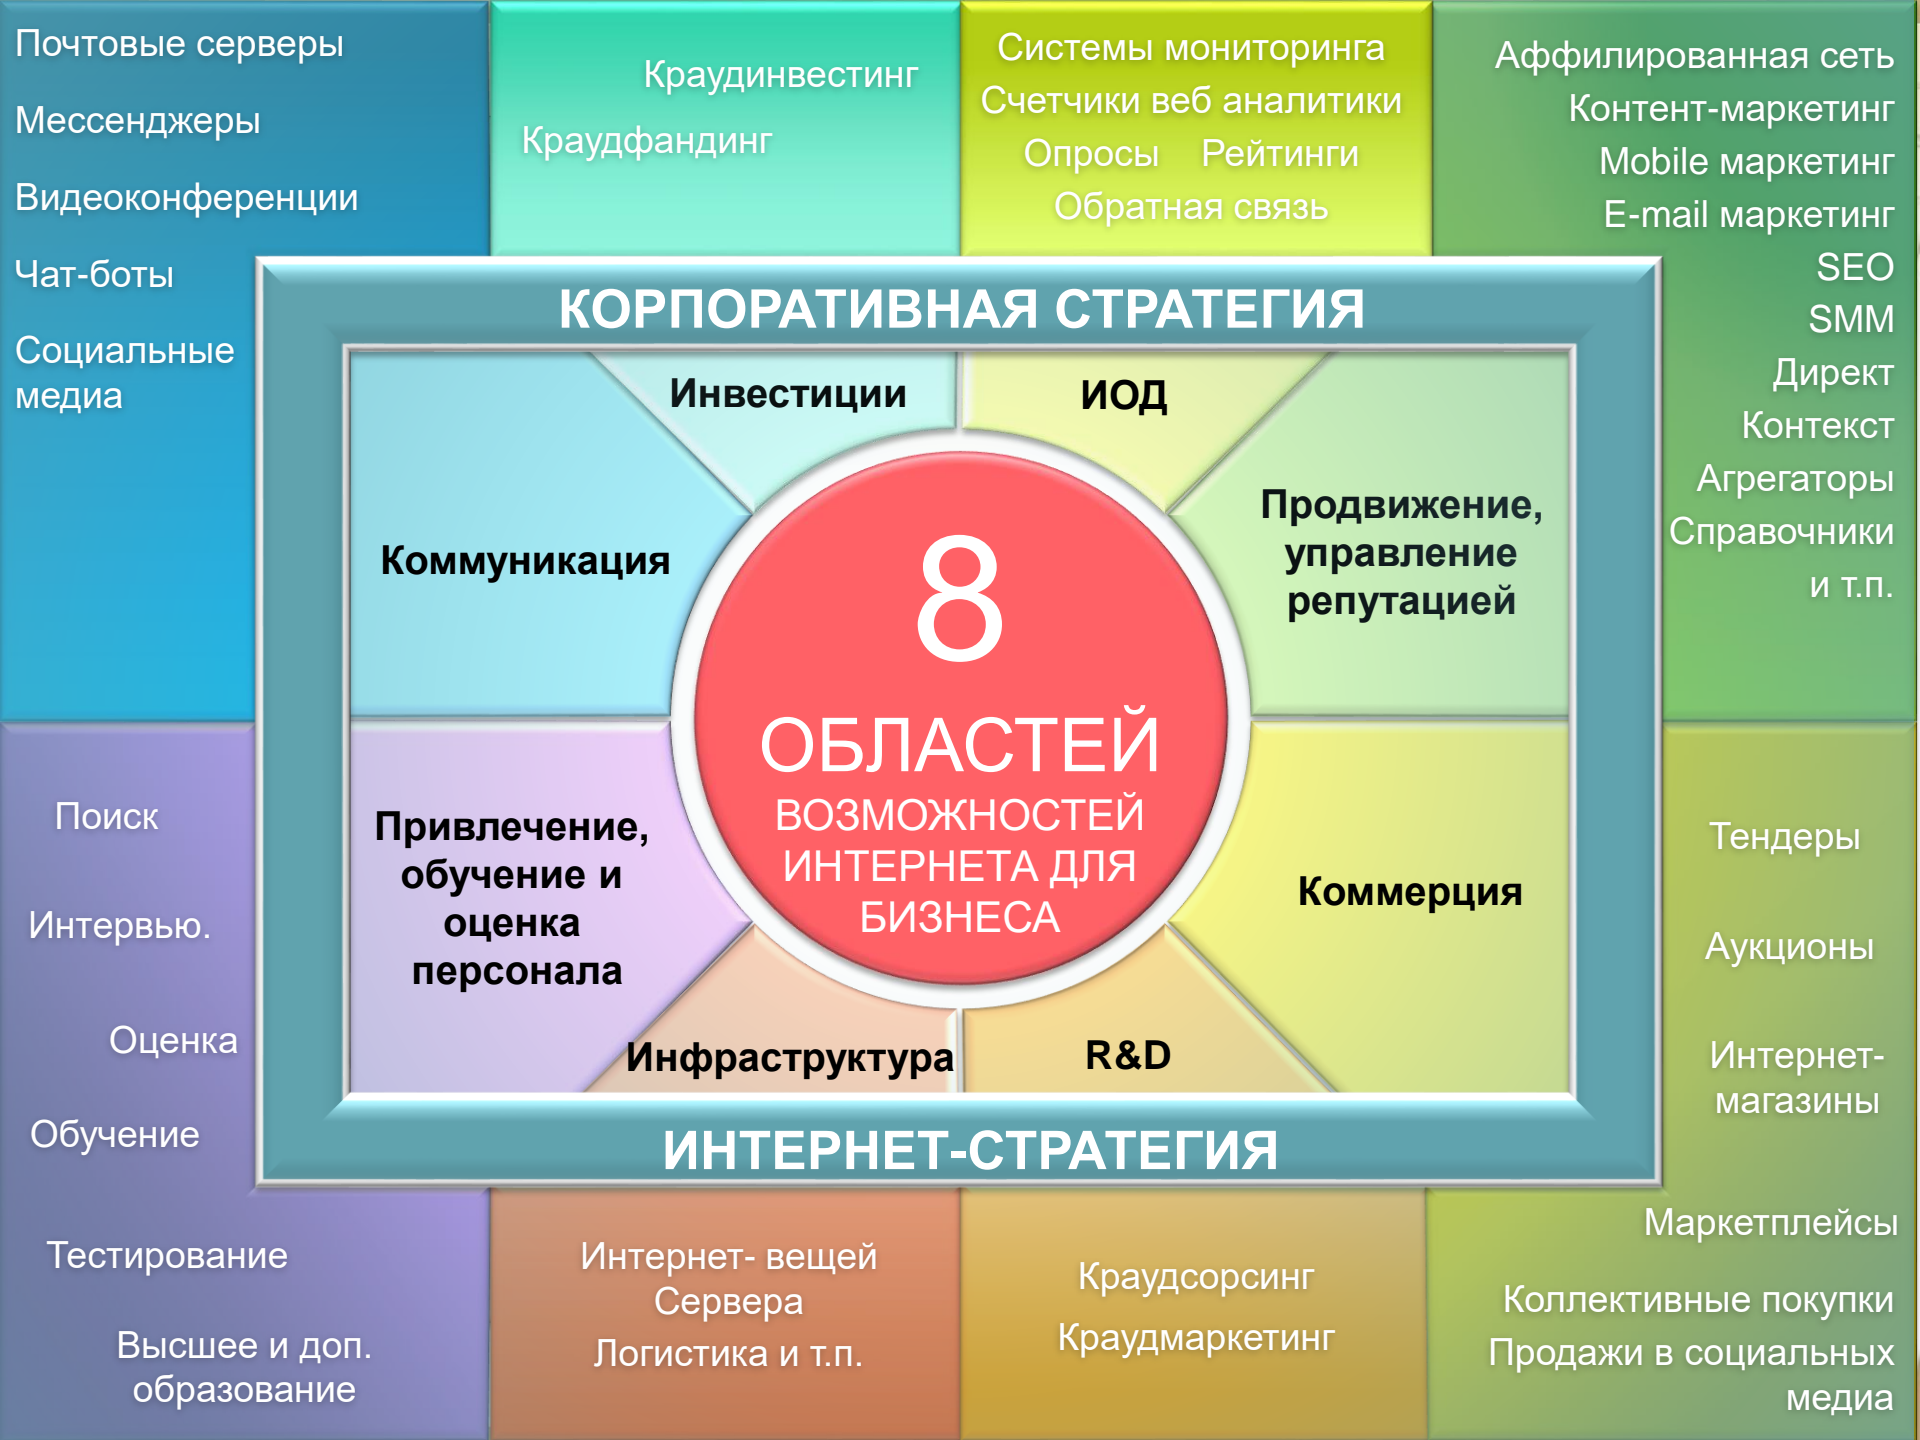 Почтовые серверы
Мессенджеры
Видеоконференции
Чат-боты
Социальные
медиа
Краудинвестинг
Краудфандинг
Системы мониторинга
Счетчики веб аналитики
Опросы Рейтинги
Обратная связь
Аффилированная сеть
Контент-маркетинг
Mobile маркетинг
E-mail маркетинг
SEO
SMM
Директ
Контекст
Агрегаторы
Справочники
и т.п.
КОРПОРАТИВНАЯ СТРАТЕГИЯ
Инвестиции
ИОД
Коммуникация
Продвижение,
управление
репутацией
8
ОБЛАСТЕЙ
ВОЗМОЖНОСТЕЙ
ИНТЕРНЕТА ДЛЯ
БИЗНЕСА
Привлечение,
обучение и
оценка
персонала
Коммерция
Инфраструктура
R&D
ИНТЕРНЕТ-СТРАТЕГИЯ
Поиск
Интервью.
Оценка
Обучение
Тестирование
Высшее и доп.
образование
Интернет- вещей
Сервера
Логистика и т.п.
Краудсорсинг
Краудмаркетинг
Тендеры
Аукционы
Интернет-
магазины
Маркетплейсы
Коллективные покупки
Продажи в социальных
медиа